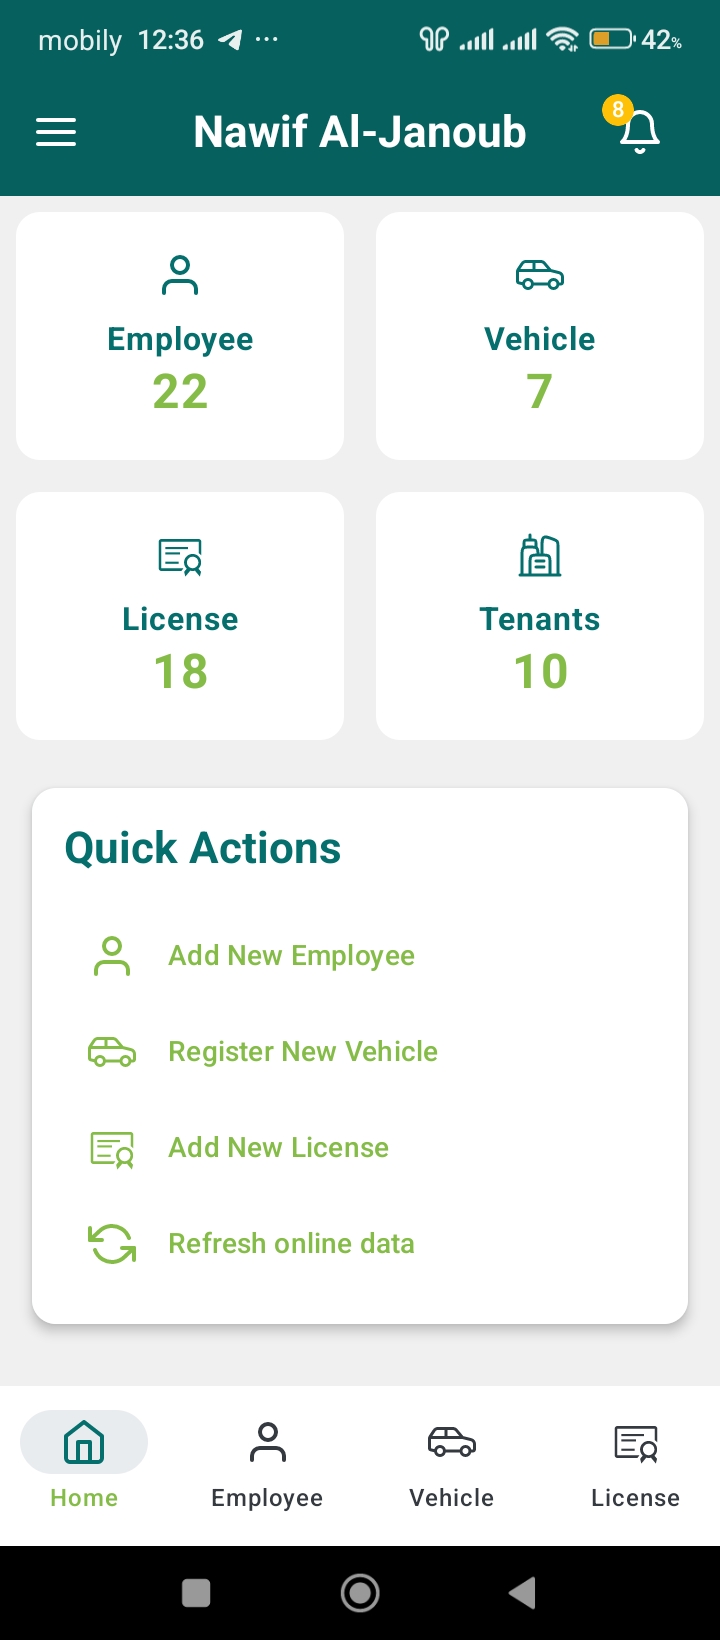 mobily 12:36 ... 42%
Nawif Al-Janoub 8
Employee
22
Vehicle
7
License
18
Tenants
10
Quick Actions
Add New Employee
Register New Vehicle
Add New License
Refresh online data
Home Employee Vehicle License